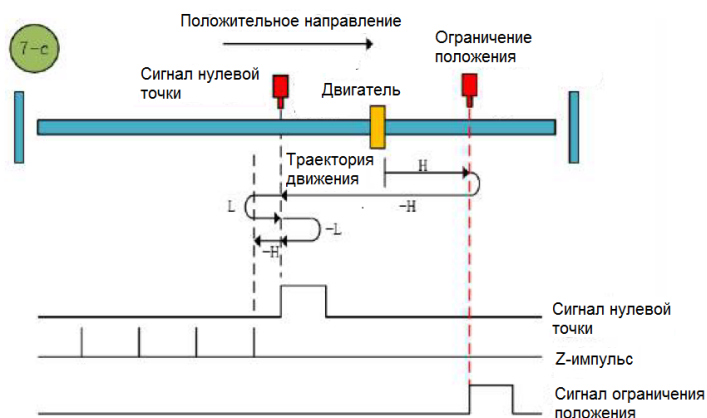 7-c
Положительное направление
Ограничение
положения
Сигнал нулевой
точки
Двигатель
Траектория
движения
H
-H
L
-L
-H
Сигнал нулевой
точки
Z-импульс
Сигнал ограничения
положения